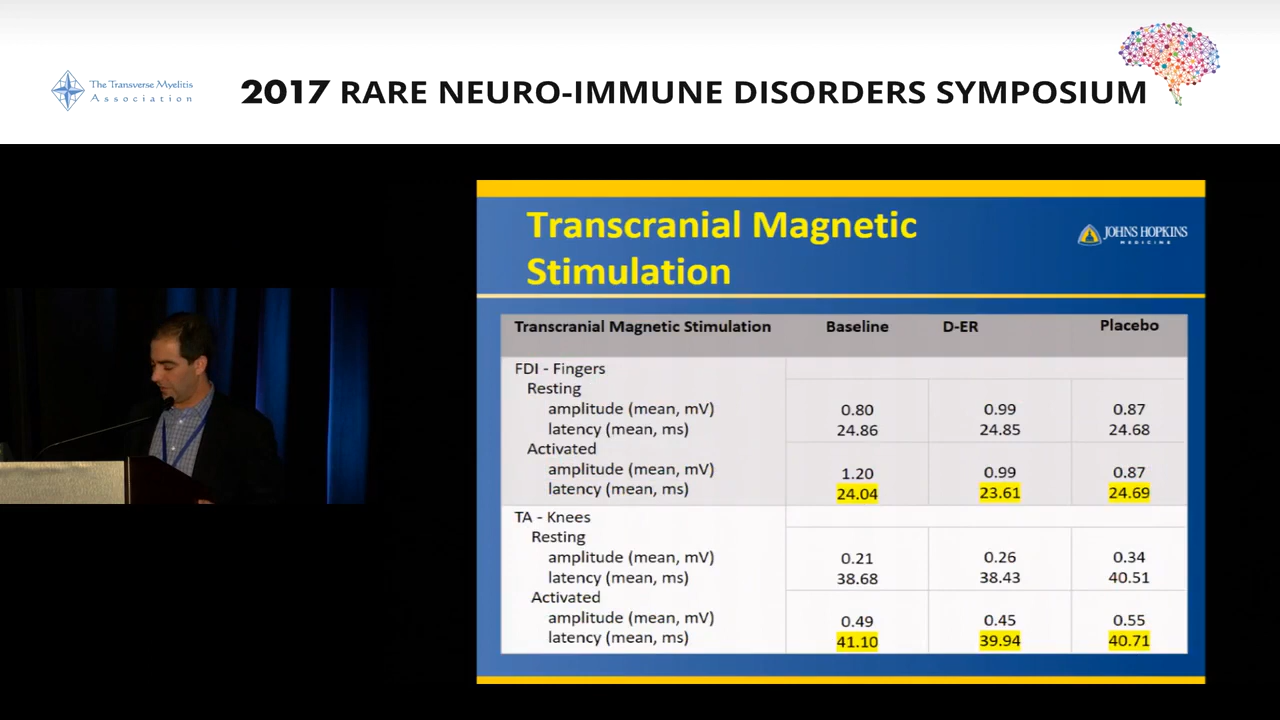 The Transverse Myelitis
Association
2017 RARE NEURO-IMMUNE DISORDERS SYMPOSIUM
Transcranial Magnetic
Stimulation
JOHNS HOPKINS
MEDICINE
Transcranial Magnetic Stimulation Baseline D-ER Placebo
FDI - Fingers
Resting
amplitude (mean, mV) 0.80 0.99 0.87
latency (mean, ms) 24.86 24.85 24.68
Activated
amplitude (mean, mV) 1.20 0.99 0.87
latency (mean, ms) 24.04 23.61 24.69
TA - Knees
Resting
amplitude (mean, mV) 0.21 0.26 0.34
latency (mean, ms) 38.68 38.43 40.51
Activated
amplitude (mean, mV) 0.49 0.45 0.55
latency (mean, ms) 41.10 39.94 40.71